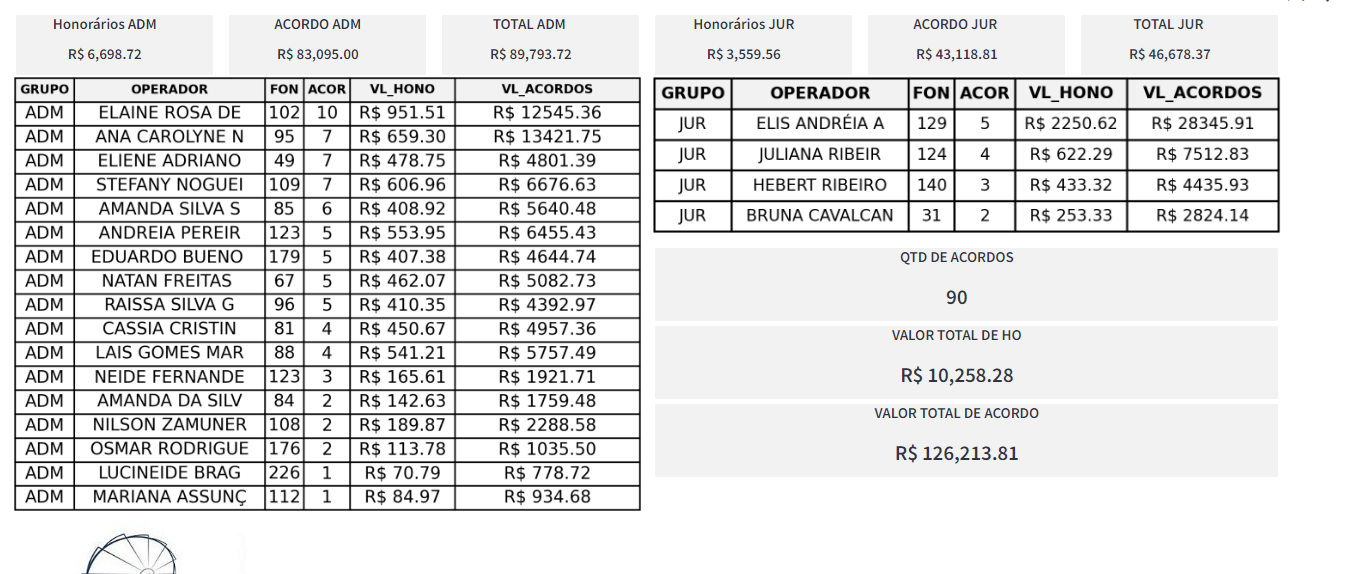 Honorários ADM
R$ 6,698.72
ACORDO ADM
R$ 83,095.00
TOTAL ADM
R$ 89,793.72
GRUPO OPERADOR FON ACOR VL_HONO VL_ACORDOS
ADM ELAINE ROSA DE 102 10 R$ 951.51 R$ 12545.36
ADM ANA CAROLYNE N 95 7 R$ 659.30 R$ 13421.75
ADM ELIENE ADRIANO 49 7 R$ 478.75 R$ 4801.39
ADM STEFANY NOGUEI 109 7 R$ 606.96 R$ 6676.63
ADM AMANDA SILVA S 85 6 R$ 408.92 R$ 5640.48
ADM ANDREIA PEREIR 123 5 R$ 553.95 R$ 6455.43
ADM EDUARDO BUENO 179 5 R$ 407.38 R$ 4644.74
ADM NATAN FREITAS 67 5 R$ 462.07 R$ 5082.73
ADM RAISSA SILVA G 96 5 R$ 410.35 R$ 4392.97
ADM CASSIA CRISTIN 81 4 R$ 450.67 R$ 4957.36
ADM LAIS GOMES MAR 88 4 R$ 541.21 R$ 5757.49
ADM NEIDE FERNANDE 123 3 R$ 165.61 R$ 1921.71
ADM AMANDA DA SILV 84 2 R$ 142.63 R$ 1759.48
ADM NILSON ZAMUNER 108 2 R$ 189.87 R$ 2288.58
ADM OSMAR RODRIGUE 176 2 R$ 113.78 R$ 1035.50
ADM LUCINEIDE BRAG 226 1 R$ 70.79 R$ 778.72
ADM MARIANA ASSUNÇ 112 1 R$ 84.97 R$ 934.68
Honorários JUR
R$ 3,559.56
ACORDO JUR
R$ 43,118.81
TOTAL JUR
R$ 46,678.37
GRUPO OPERADOR FON ACOR VL_HONO VL_ACORDOS
JUR ELIS ANDRÉIA A 129 5 R$ 2250.62 R$ 28345.91
JUR JULIANA RIBEIR 124 4 R$ 622.29 R$ 7512.83
JUR HEBERT RIBEIRO 140 3 R$ 433.32 R$ 4435.93
JUR BRUNA CAVALCAN 31 2 R$ 253.33 R$ 2824.14
QTD DE ACORDOS
90
VALOR TOTAL DE HO
R$ 10,258.28
VALOR TOTAL DE ACORDO
R$ 126,213.81